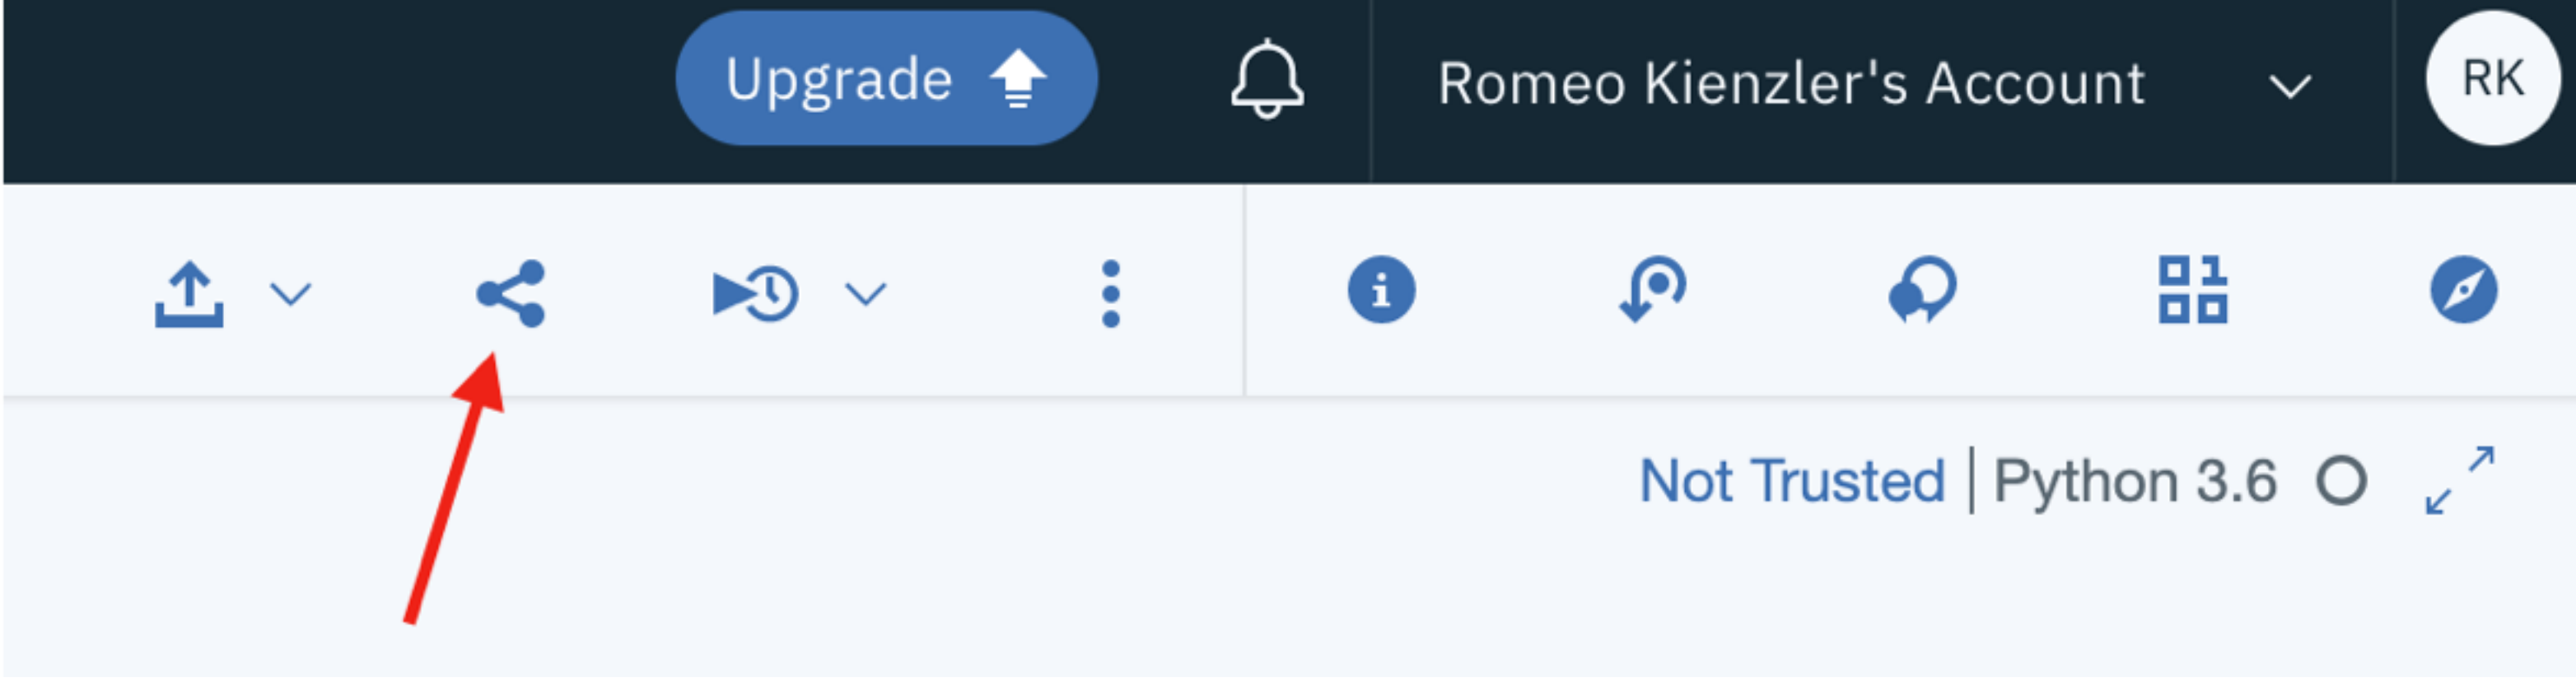 Upgrade
Romeo Kienzler's Account
RK
Not Trusted | Python 3.6